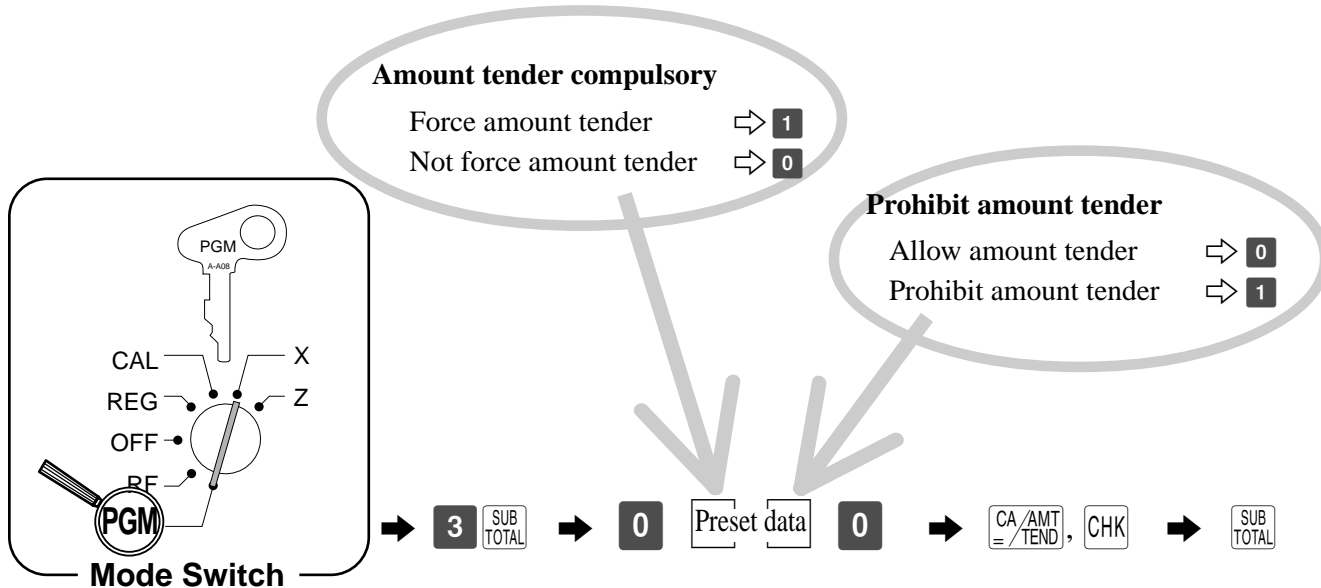 Amount tender compulsory
Force amount tender ⇨ 1
Not force amount tender ⇨ 0
Prohibit amount tender
Allow amount tender ⇨ 0
Prohibit amount tender ⇨ 1
PGM
A-A08
CAL X
REG Z
OFF
RF
PGM
Mode Switch
3 SUB TOTAL 0 Preset data 0 CA/AMT =/TEND, CHK SUB TOTAL